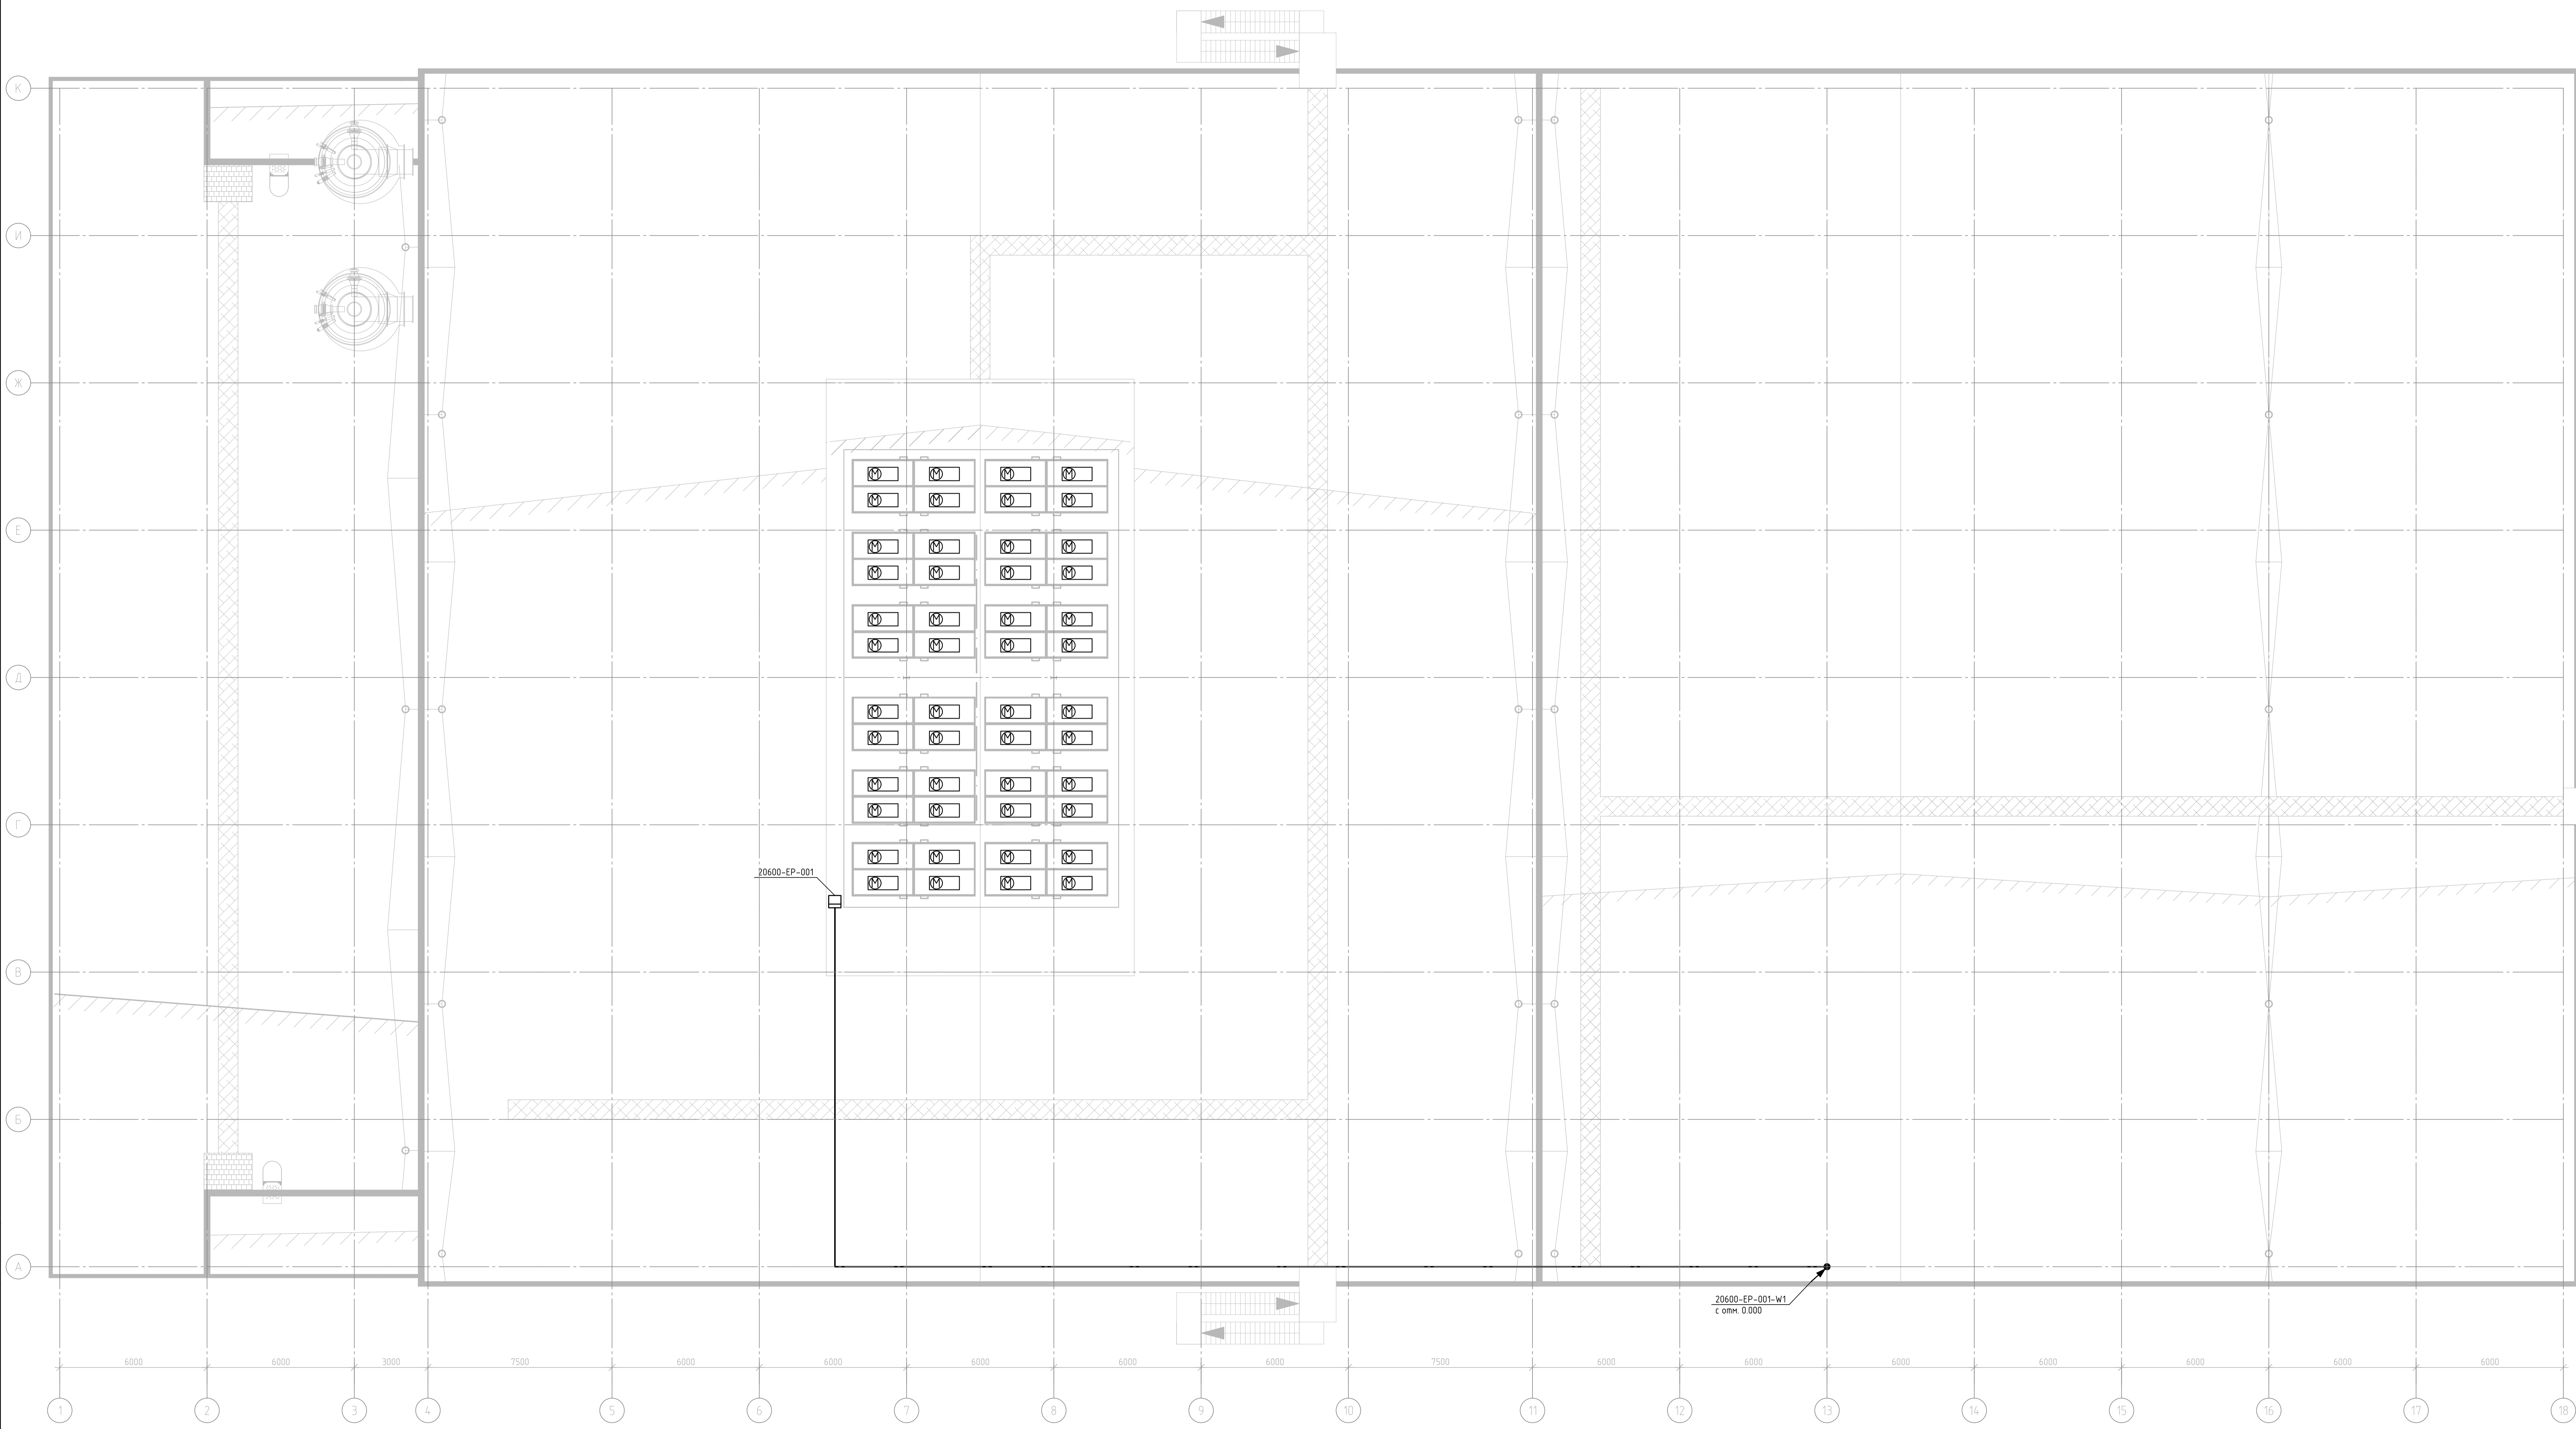 К
И
Ж
Е
М М М М
М М М М
М М М М
М М М М
М М М М
М М М М
Д
М М М М
М М М М
М М М М
М М М М
М М М М
М М М М
Г
20600-EP-001
В
Б
А
20600-EP-001-W1
с отм. 0.000
6000 6000 3000 7500 6000 6000 6000 6000 6000 7500 6000 6000 6000 6000 6000 6000 6000
1 2 3 4 5 6 7 8 9 10 11 12 13 14 15 16 17 18